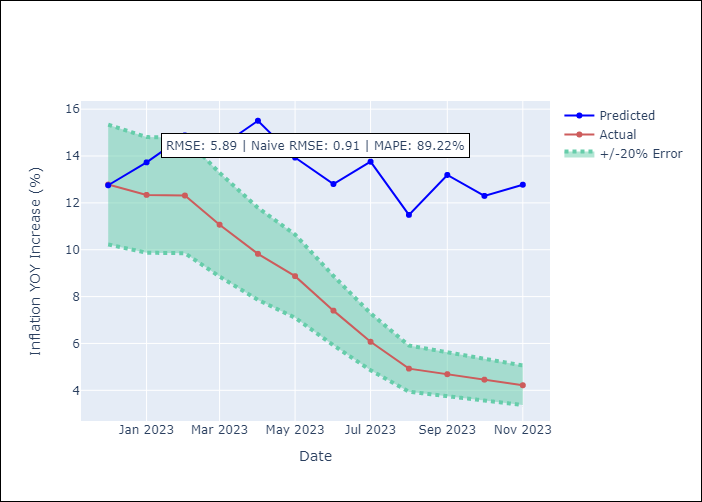 RMSE: 5.89 | Naive RMSE: 0.91 | MAPE: 89.22%
Predicted
Actual
+/-20% Error
Inflation YOY Increase (%)
16
14
12
10
8
6
4
Jan 2023
Mar 2023
May 2023
Jul 2023
Sep 2023
Nov 2023
Date